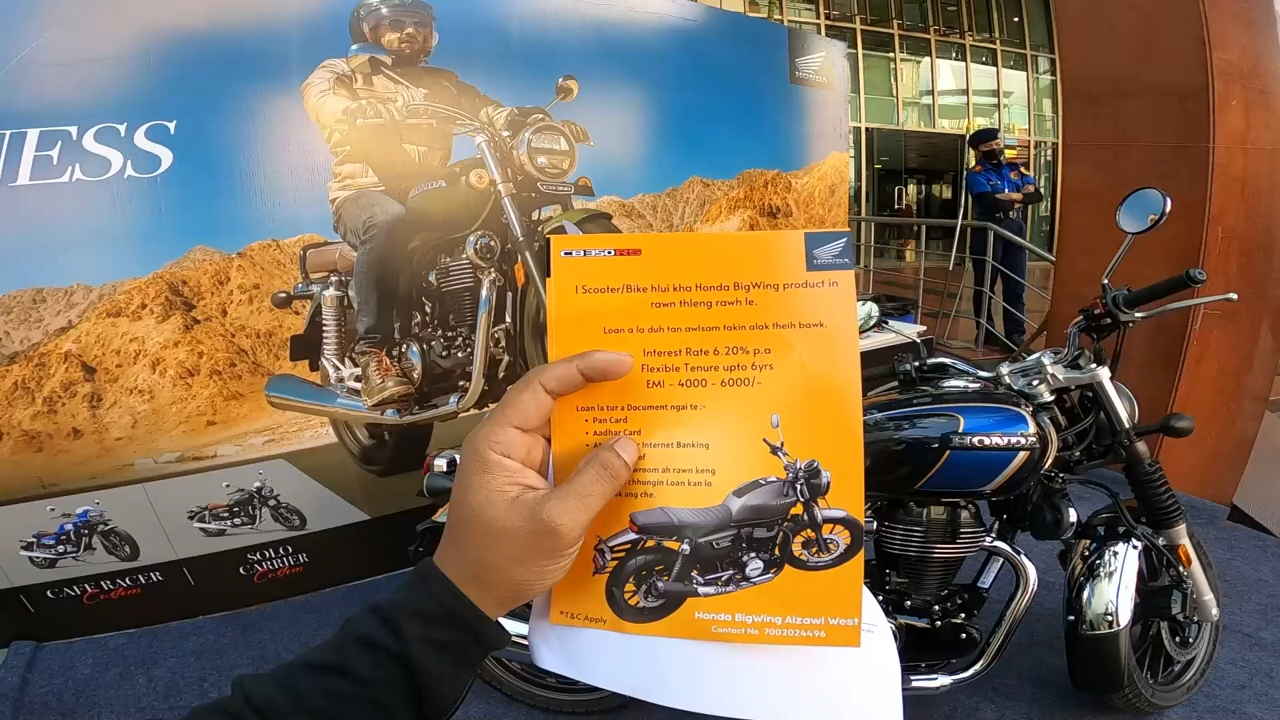 NESS
HONDA
HONDA
CB 350
CB350RS
HONDA
I Scooter/Bike hlui kha Honda BigWing product in
rawn thleng rawh le.
Loan a la duh tan awlsam takin alak theih bawk.
Interest Rate 6.20% p.a
Flexible Tenure upto 6yrs
EMI - 4000 - 6000/-
Loan la tur a Document ngai te :-
• Pan Card
• Aadhar Card
Internet Banking
ah rawn keng
chhungin Loan kan lo
ang che.
*T&C Apply
Honda BigWing Aizawl West
Contact No 7002024496
HONDA
CAFE RACER
Custom
SOLO
CARRIER
Custom